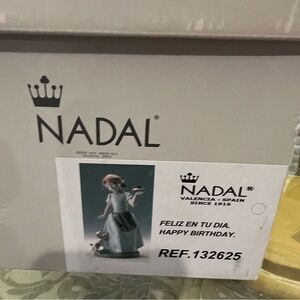 NADAL®
NADAL®
VALENCIA - SPAIN
SINCE 1915
FELIZ EN TU DIA.
HAPPY BIRTHDAY.
REF.132625